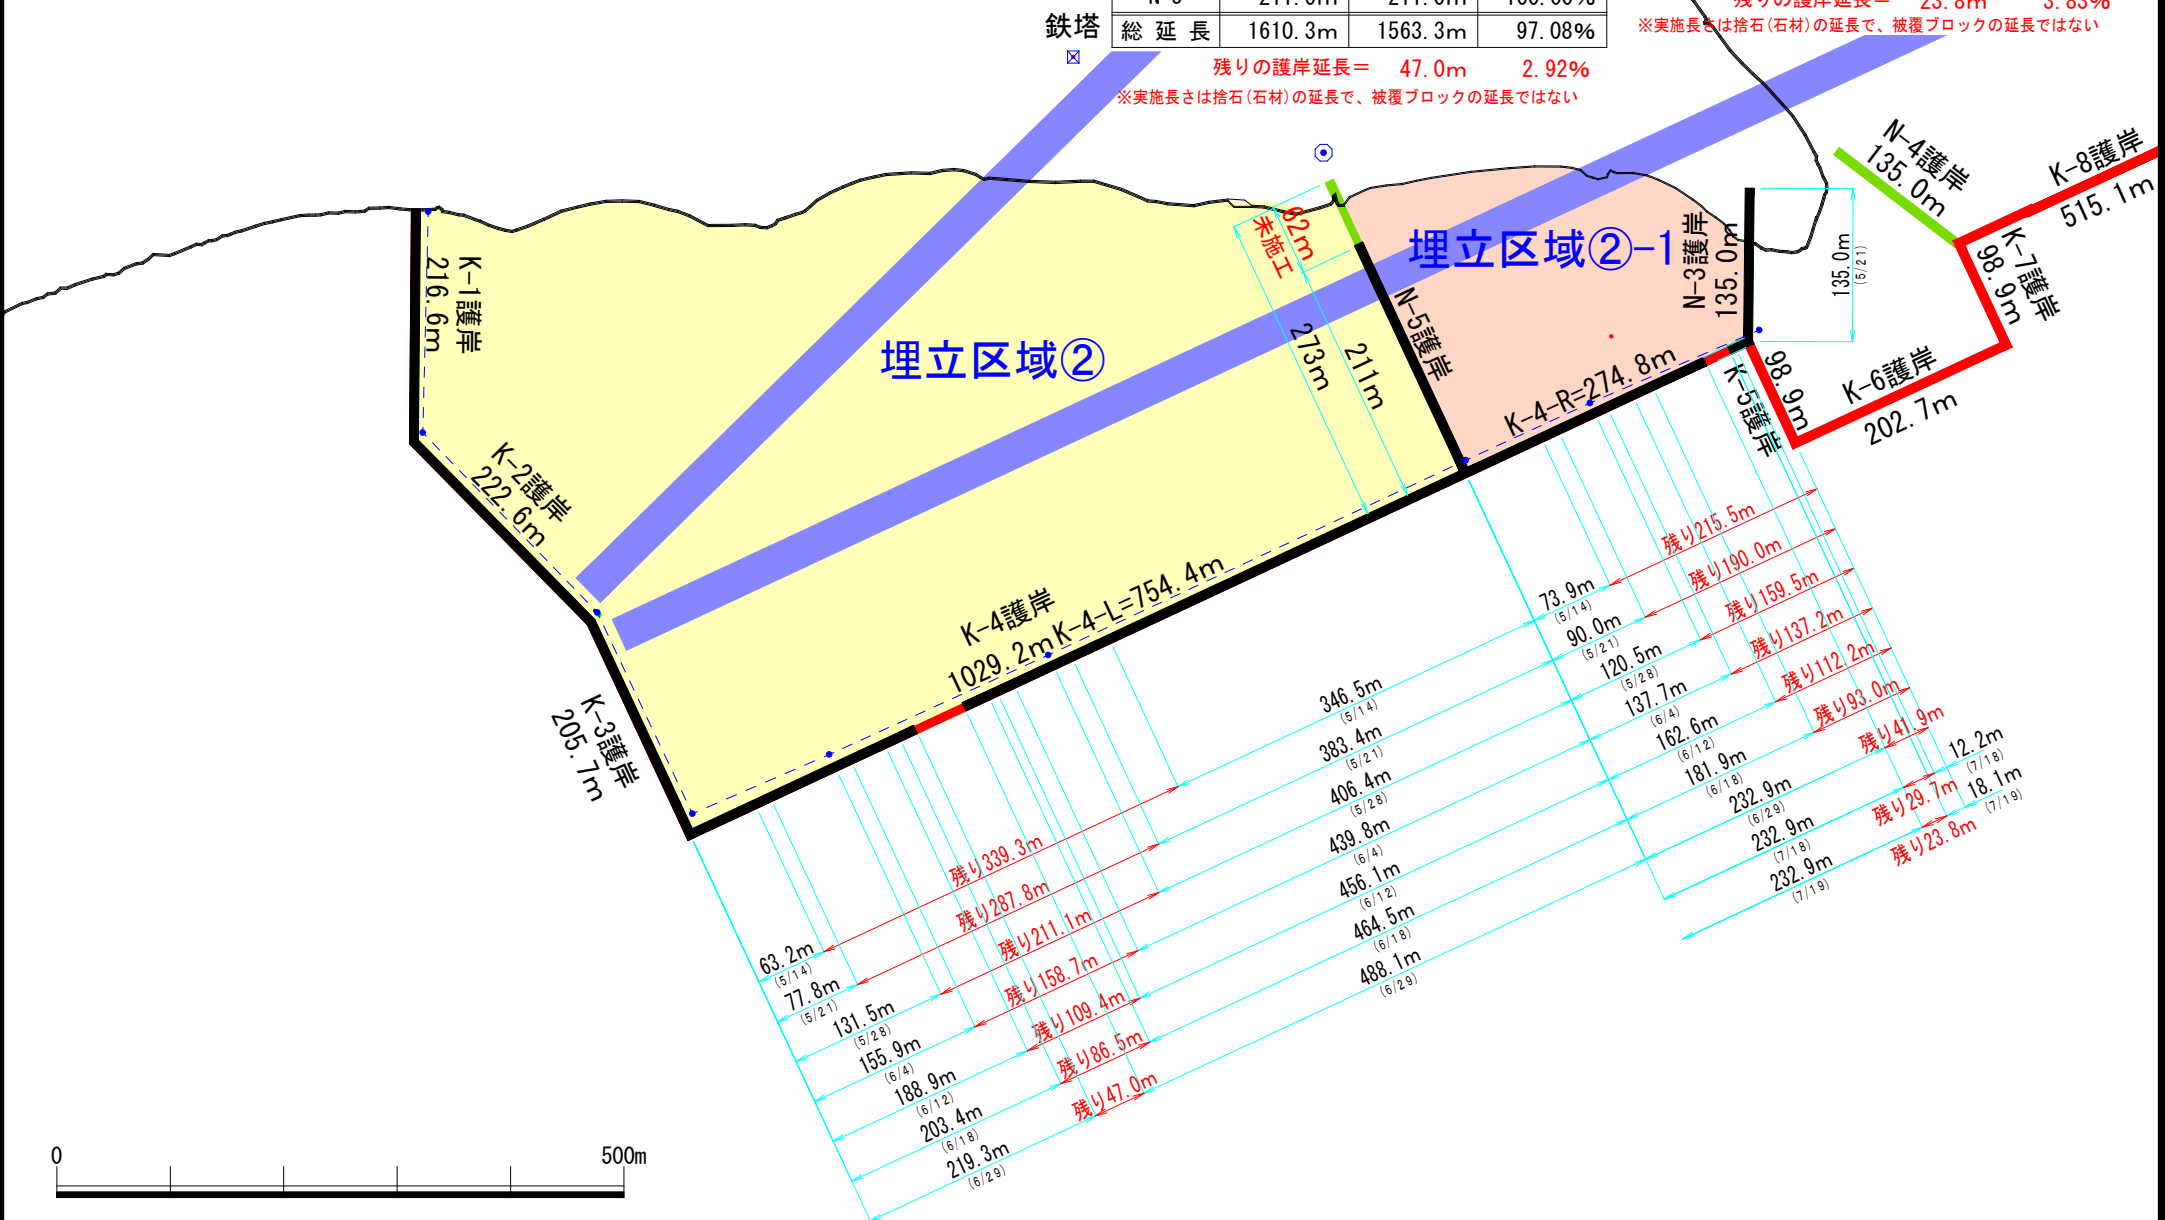 鉄塔
総 延 長 1610.3m 1563.3m 97.08%
残りの護岸延長＝ 47.0m 2.92%
※実施長さは捨石(石材)の延長で、被覆ブロックの延長ではない
残りの護岸延長＝ 23.8m 3.83%
※実施長さは捨石(石材)の延長で、被覆ブロックの延長ではない
N-4護岸
135.0m
K-8護岸
515.1m
K-7護岸
98.9m
K-6護岸
202.7m
K-5護岸
98.9m
N-3護岸
135.0m
135.0m
(5/21)
埋立区域②-1
埋立区域②
62m
未施工
273m
211m
N-5護岸
K-1護岸
216.6m
K-2護岸
222.6m
K-3護岸
205.7m
K-4護岸
1029.2m
K-4-L=754.4m
K-4-R=274.8m
73.9m
(5/14)
残り215.5m
90.0m
(5/21)
残り190.0m
120.5m
(5/28)
残り159.5m
137.7m
(6/4)
残り137.2m
162.6m
(6/12)
残り112.2m
181.9m
(6/18)
残り93.0m
232.9m
(6/29)
残り41.9m
232.9m
(7/18)
残り29.7m
12.2m
(7/18)
232.9m
(7/19)
残り23.8m
18.1m
(7/19)
63.2m
(5/14)
残り339.3m
346.5m
(5/14)
77.8m
(5/21)
残り287.8m
383.4m
(5/21)
131.5m
(5/28)
残り211.1m
406.4m
(5/28)
155.9m
(6/4)
残り158.7m
439.8m
(6/4)
188.9m
(6/12)
残り109.4m
456.1m
(6/12)
203.4m
(6/18)
残り86.5m
464.5m
(6/18)
219.3m
(6/29)
残り47.0m
488.1m
(6/29)
0 500m